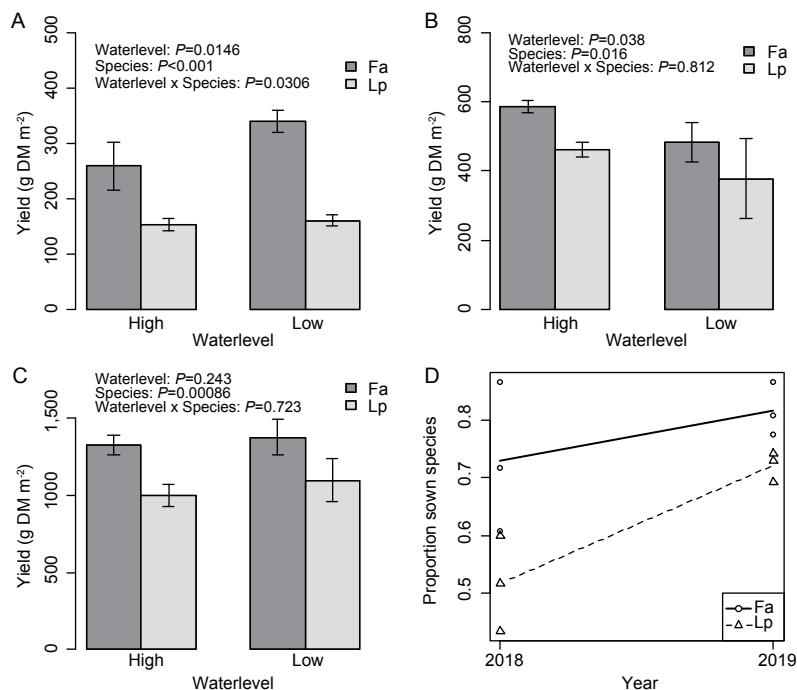 A
Waterlevel: P=0.0146
Species: P<0.001
Waterlevel x Species: P=0.0306
Fa
Lp
Yield (g DM m-2)
500
400
300
200
100
0
High
Low
Waterlevel
B
Waterlevel: P=0.038
Species: P=0.016
Waterlevel x Species: P=0.812
Fa
Lp
Yield (g DM m-2)
800
600
400
200
0
High
Low
Waterlevel
C
Waterlevel: P=0.243
Species: P=0.00086
Waterlevel x Species: P=0.723
Fa
Lp
Yield (g DM m-2)
1,500
1000
500
0
High
Low
Waterlevel
D
Proportion sown species
0.8
0.7
0.6
0.5
Fa
Lp
2018
2019
Year